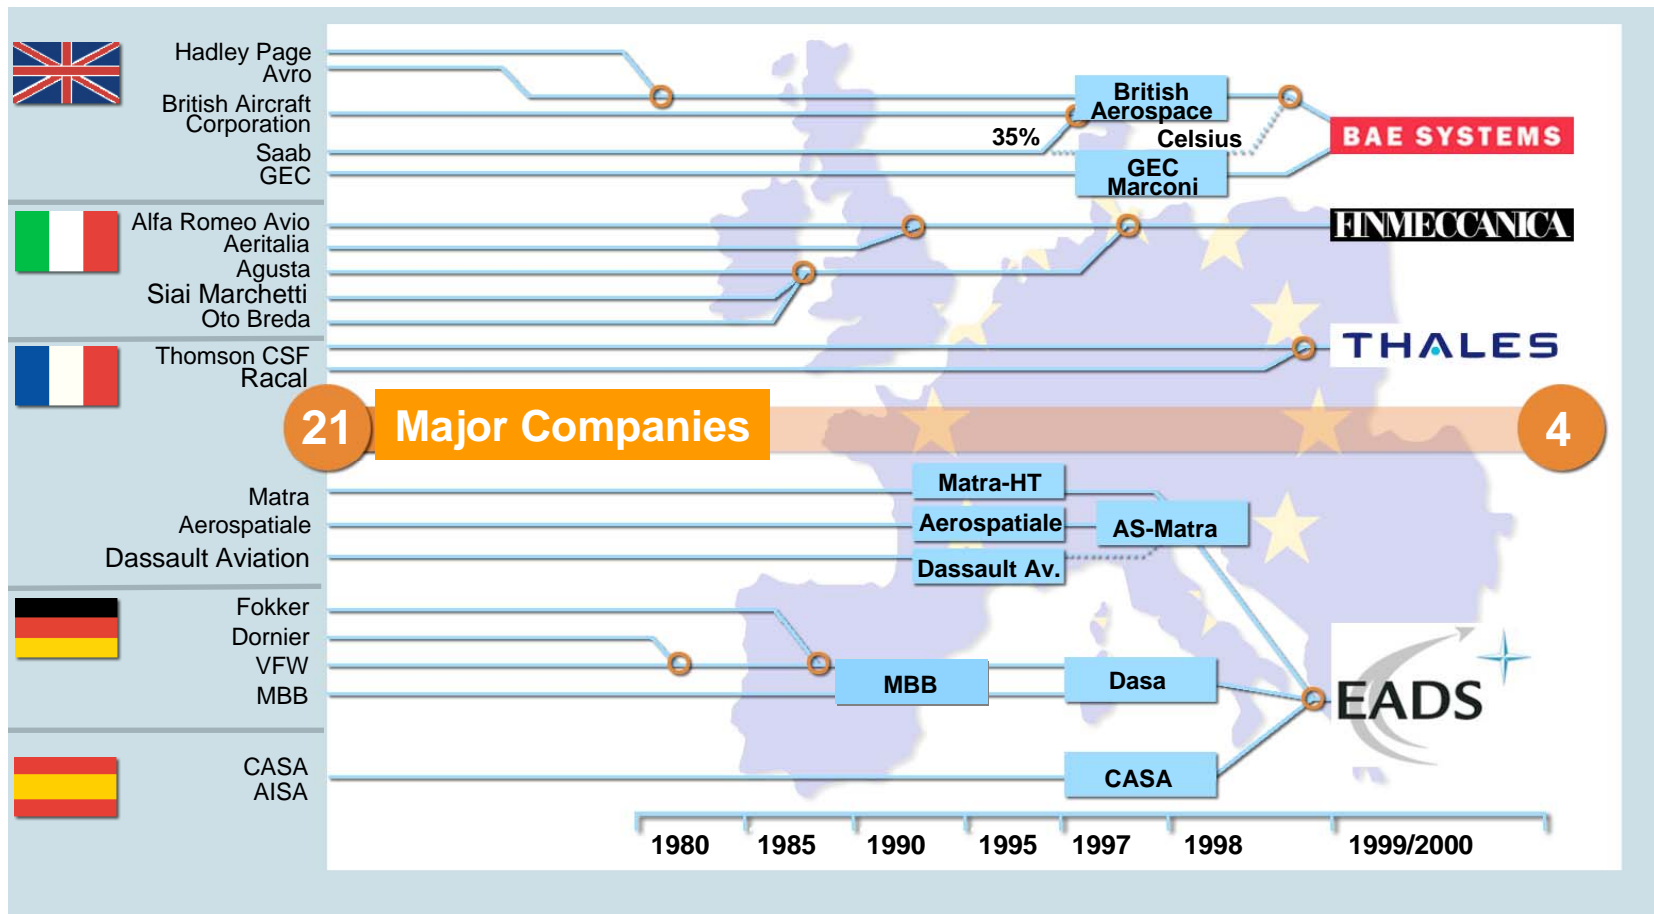 Hadley Page
Avro
British Aircraft
Corporation
Saab
GEC
35%
British
Aerospace
Celsius
GEC
Marconi
BAE SYSTEMS
Alfa Romeo Avio
Aeritalia
Agusta
Siai Marchetti
Oto Breda
FINMECCANICA
Thomson CSF
Racal
THALES
21 Major Companies 4
Matra
Aerospatiale
Dassault Aviation
Matra-HT
Aerospatiale
Dassault Av.
AS-Matra
Fokker
Dornier
VFW
MBB
MBB
Dasa
EADS
CASA
AISA
CASA
1980 1985 1990 1995 1997 1998 1999/2000